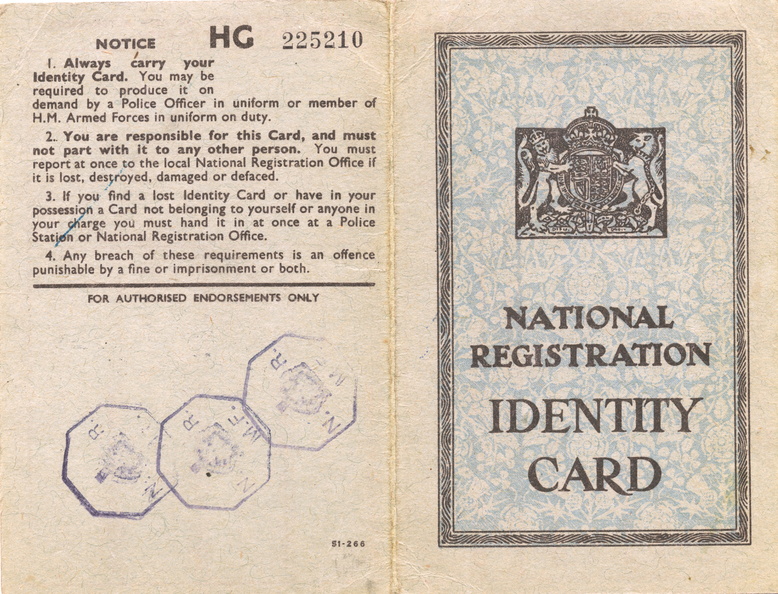 NOTICE HG 225210
1. Always carry your
Identity Card. You may be
required to produce it on
demand by a Police Officer in uniform or member of
H.M. Armed Forces in uniform on duty.
2. You are responsible for this Card, and must
not part with it to any other person. You must
report at once to the local National Registration Office if
it is lost, destroyed, damaged or defaced.
3. If you find a lost Identity Card or have in your
possession a Card not belonging to yourself or anyone in
your charge you must hand it in at once at a Police
Station or National Registration Office.
4. Any breach of these requirements is an offence
punishable by a fine or imprisonment or both.
FOR AUTHORISED ENDORSEMENTS ONLY
R.
N.
R.
M.F.
N.
R.
N.
51-266
NATIONAL
REGISTRATION
IDENTITY
CARD